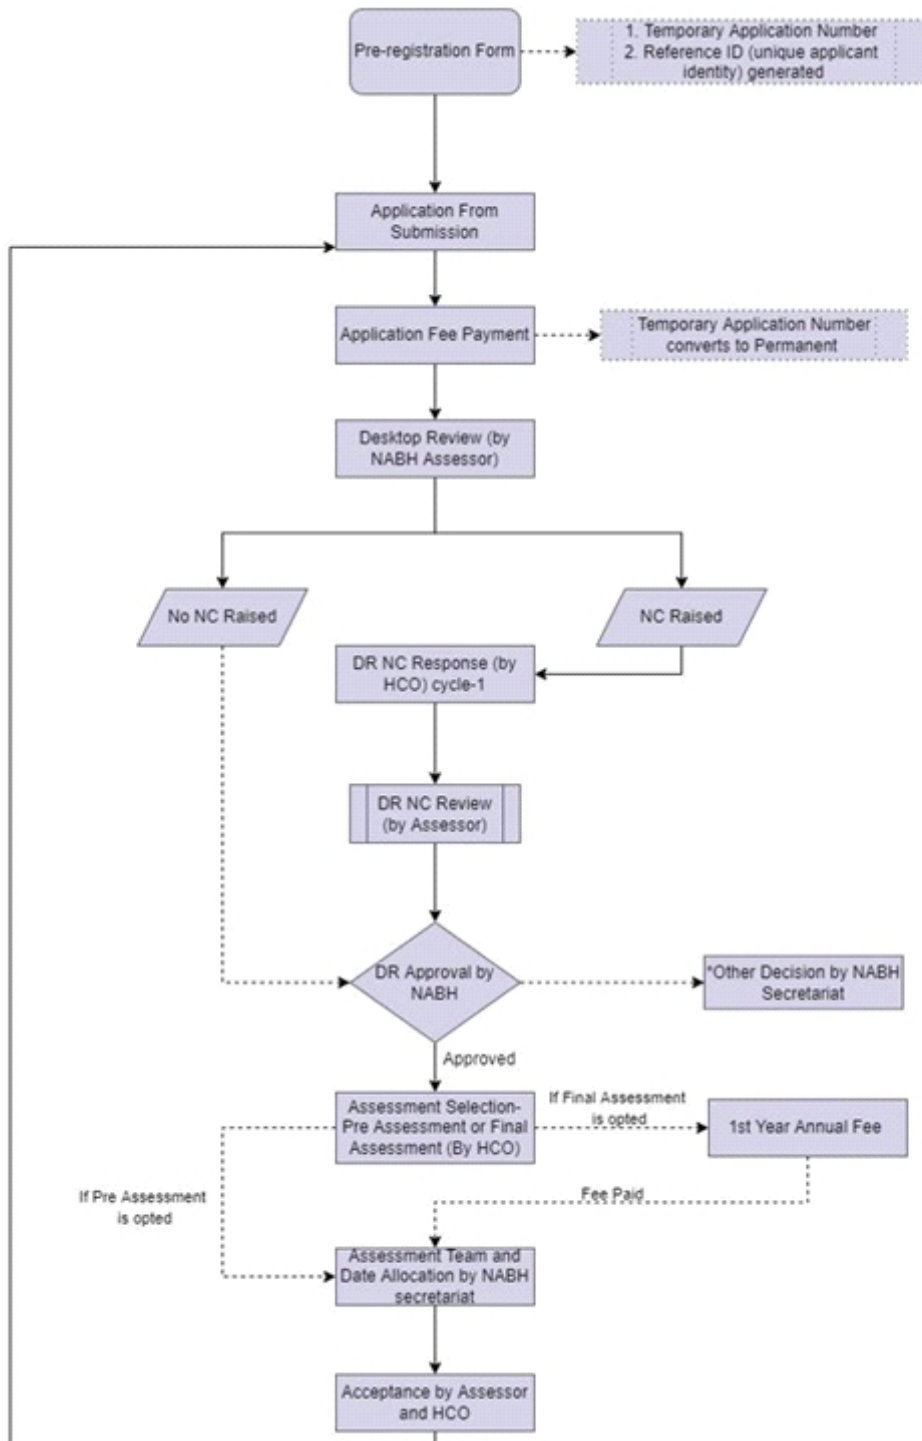 Pre-registration Form
1. Temporary Application Number
2. Reference ID (unique applicant
identity) generated
Application From
Submission
Application Fee Payment
Temporary Application Number
converts to Permanent
Desktop Review (by
NABH Assessor)
No NC Raised
NC Raised
DR NC Response (by
HCO) cycle-1
DR NC Review
(by Assessor)
DR Approval by
NABH
*Other Decision by NABH
Secretariat
Approved
Assessment Selection-
Pre Assessment or Final
Assessment (By HCO)
If Final Assessment
is opted
1st Year Annual Fee
If Pre Assessment
is opted
Fee Paid
Assessment Team and
Date Allocation by NABH
secretariat
Acceptance by Assessor
and HCO